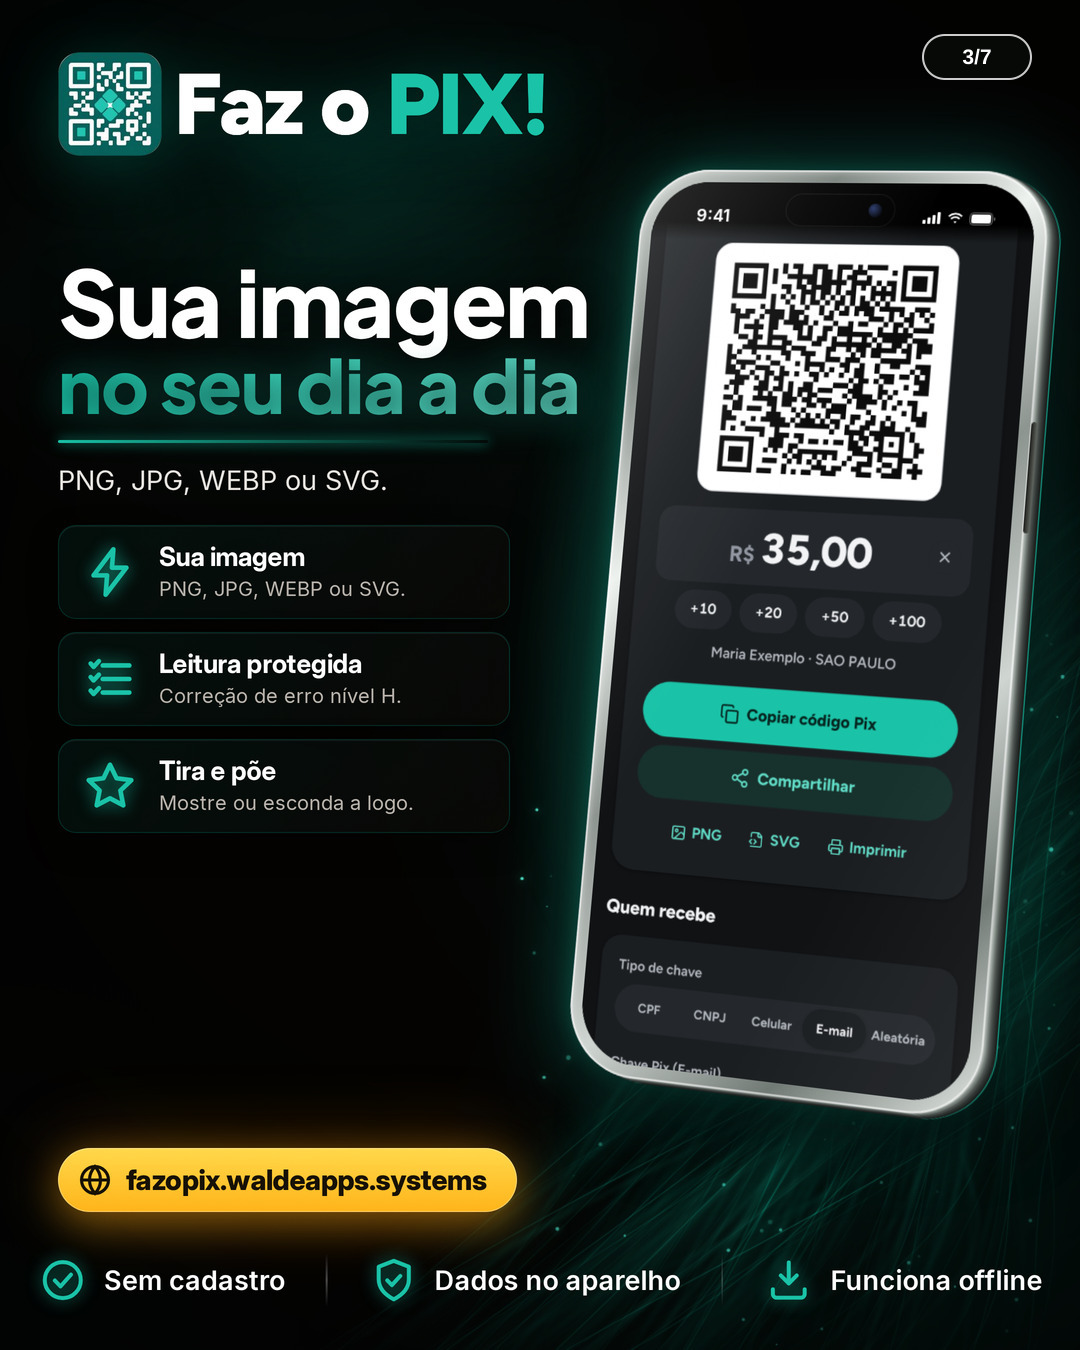 Faz o PIX!
3/7
Sua imagem
no seu dia a dia
PNG, JPG, WEBP ou SVG.
Sua imagem
PNG, JPG, WEBP ou SVG.
Leitura protegida
Correção de erro nível H.
Tira e põe
Mostre ou esconda a logo.
9:41
R$ 35,00
+10 +20 +50 +100
Maria Exemplo · SAO PAULO
Copiar código Pix
Compartilhar
PNG SVG Imprimir
Quem recebe
Tipo de chave
CPF CNPJ Celular E-mail Aleatória
Chave Pix (E-mail)
fazopix.waldeapps.systems
Sem cadastro Dados no aparelho Funciona offline